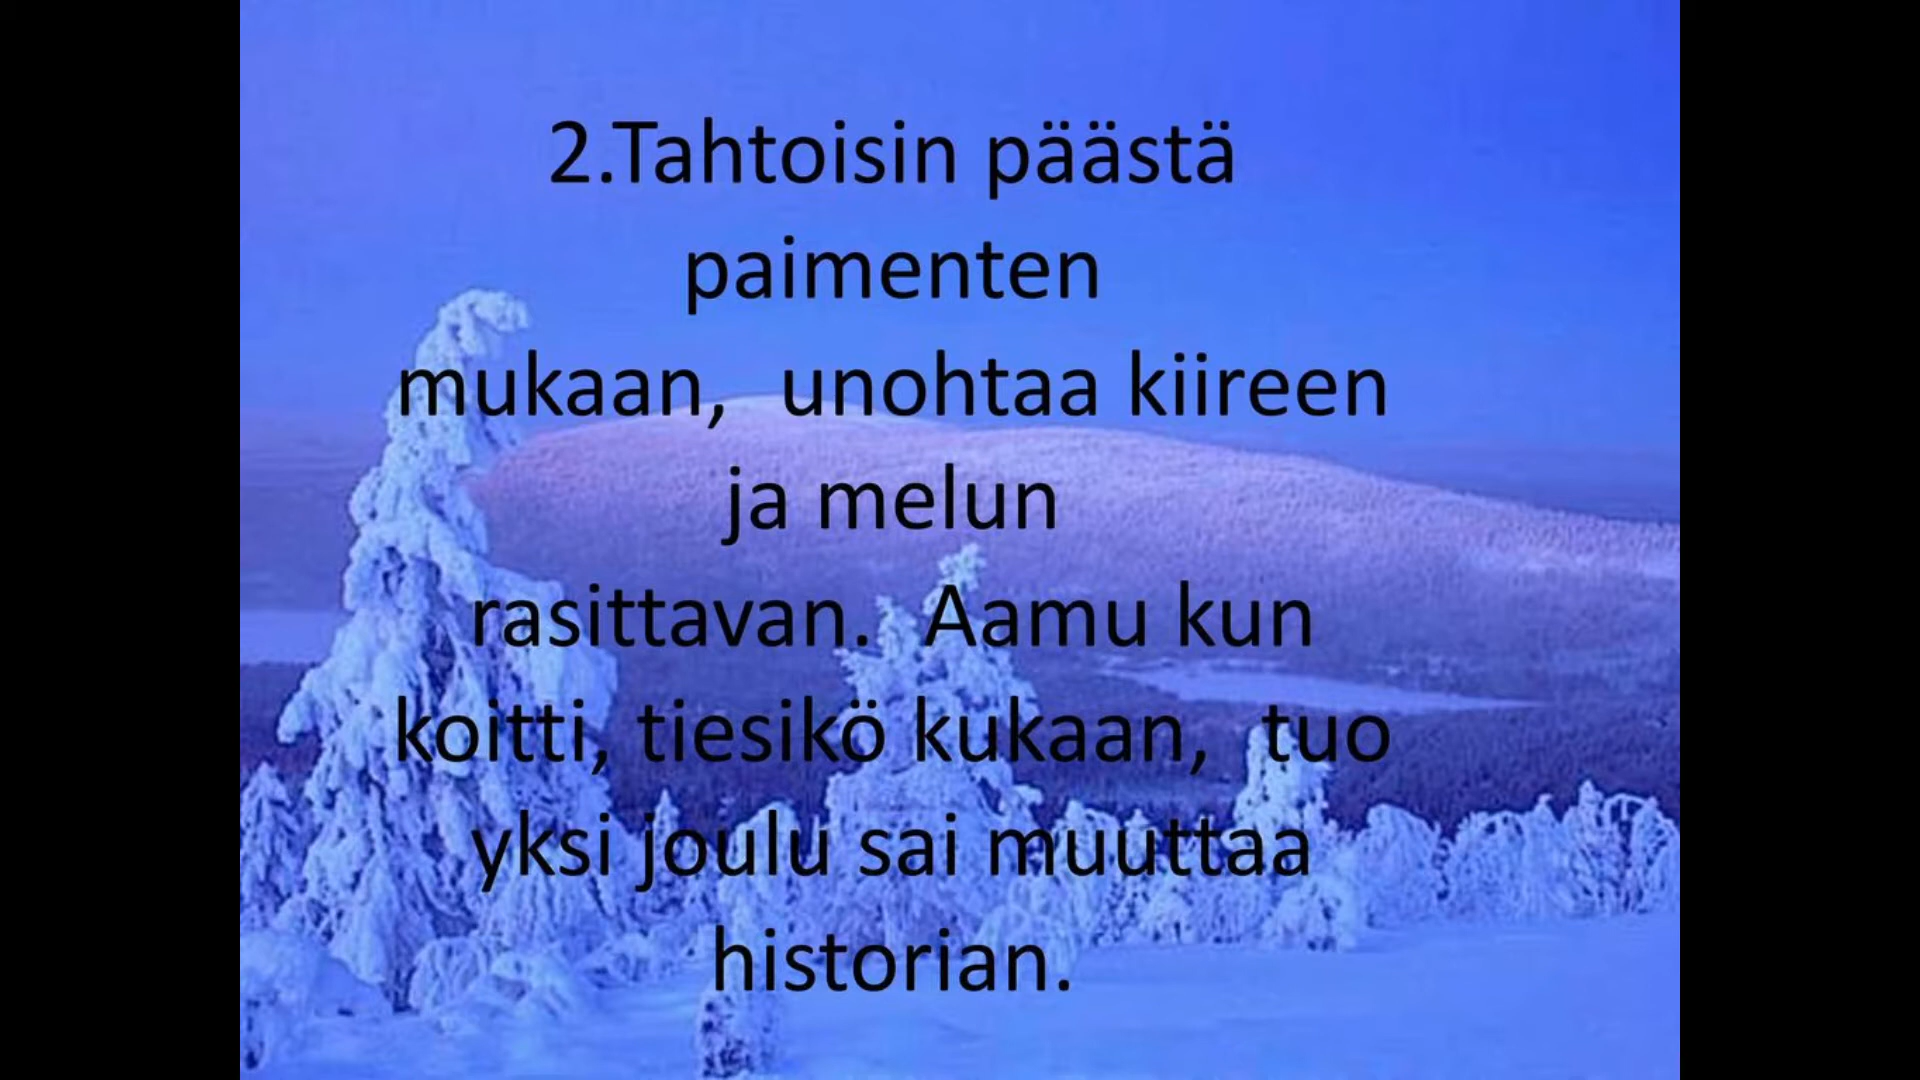 2.Tahtoisin päästä
paimenten
mukaan,  unohtaa kiireen
ja melun
rasittavan.  Aamu kun
koitti, tiesikö kukaan,  tuo
yksi joulu sai muuttaa
historian.